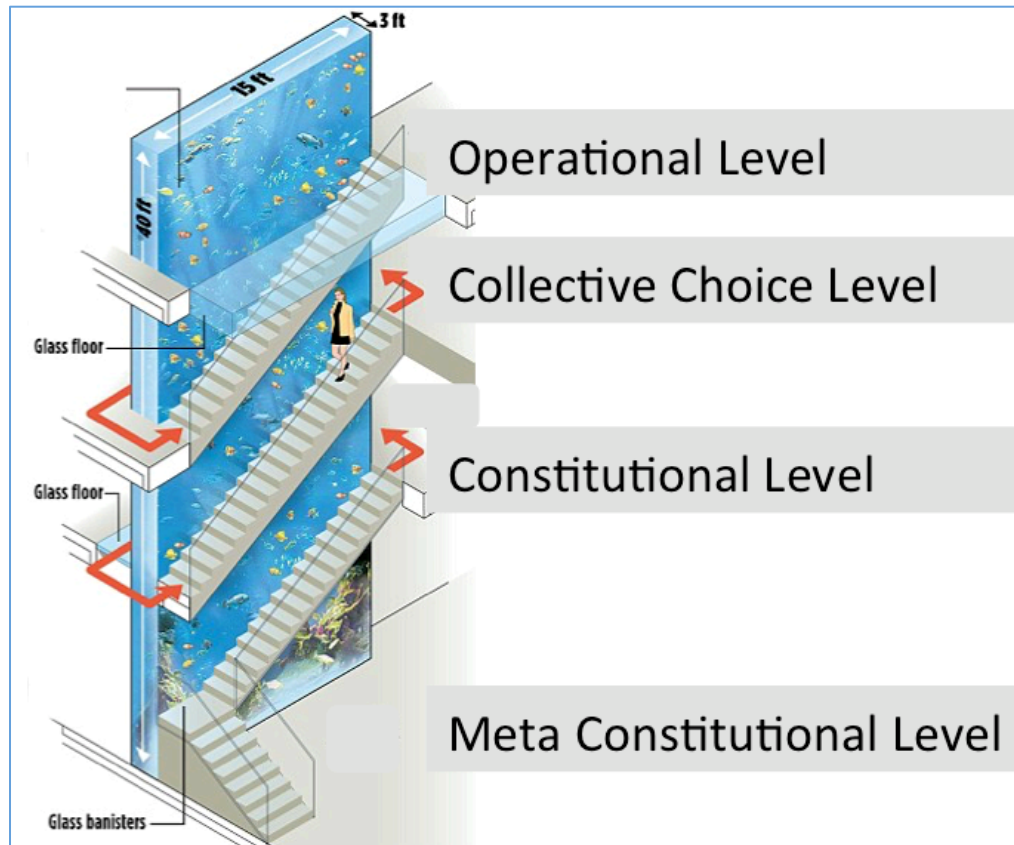 3 ft
15 ft
Operational Level
40 ft
Collective Choice Level
Glass floor
Constitutional Level
Glass floor
Meta Constitutional Level
Glass banisters